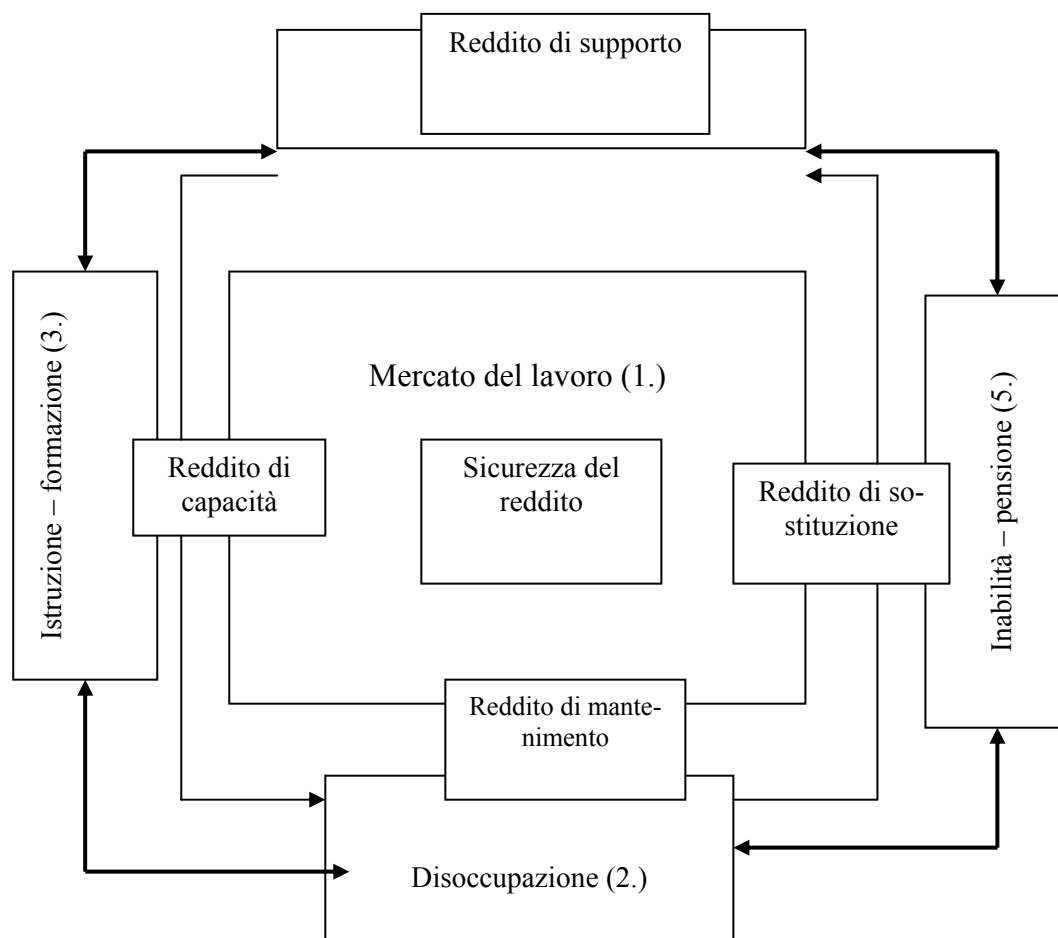 Reddito di supporto
Istruzione – formazione (3.)
Mercato del lavoro (1.)
Reddito di
capacità
Sicurezza del
reddito
Reddito di so-
stituzione
Inabilità – pensione (5.)
Reddito di mante-
nimento
Disoccupazione (2.)